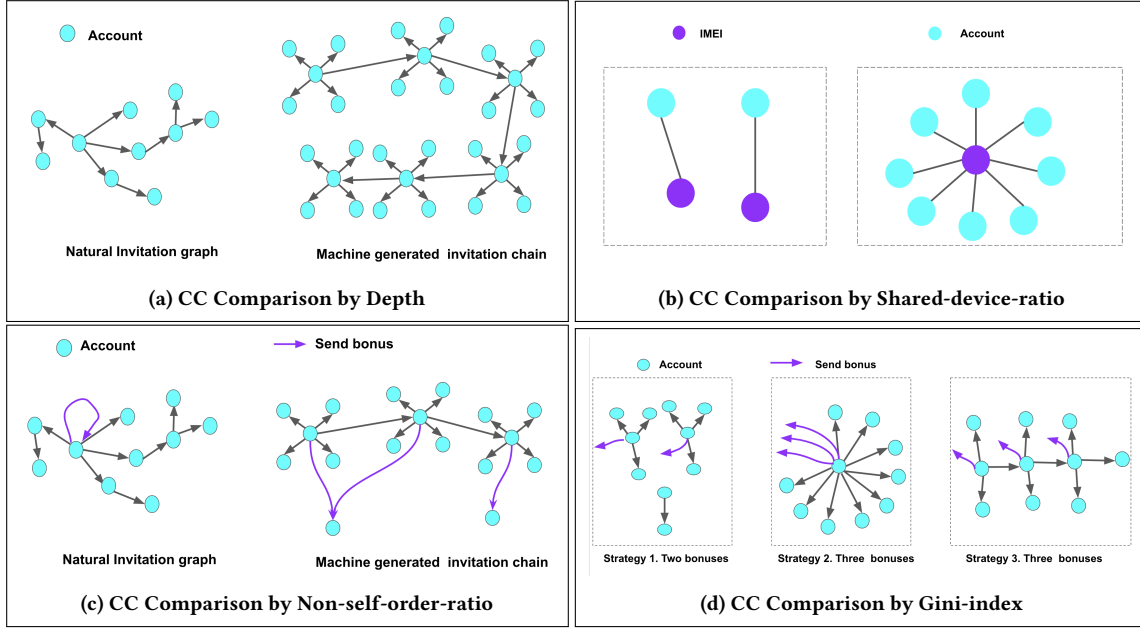 Account
Natural Invitation graph
Machine generated invitation chain
(a) CC Comparison by Depth
IMEI
Account
(b) CC Comparison by Shared-device-ratio
Account
Send bonus
Natural Invitation graph
Machine generated invitation chain
(c) CC Comparison by Non-self-order-ratio
Account
Send bonus
Strategy 1. Two bonuses
Strategy 2. Three bonuses
Strategy 3. Three bonuses
(d) CC Comparison by Gini-index